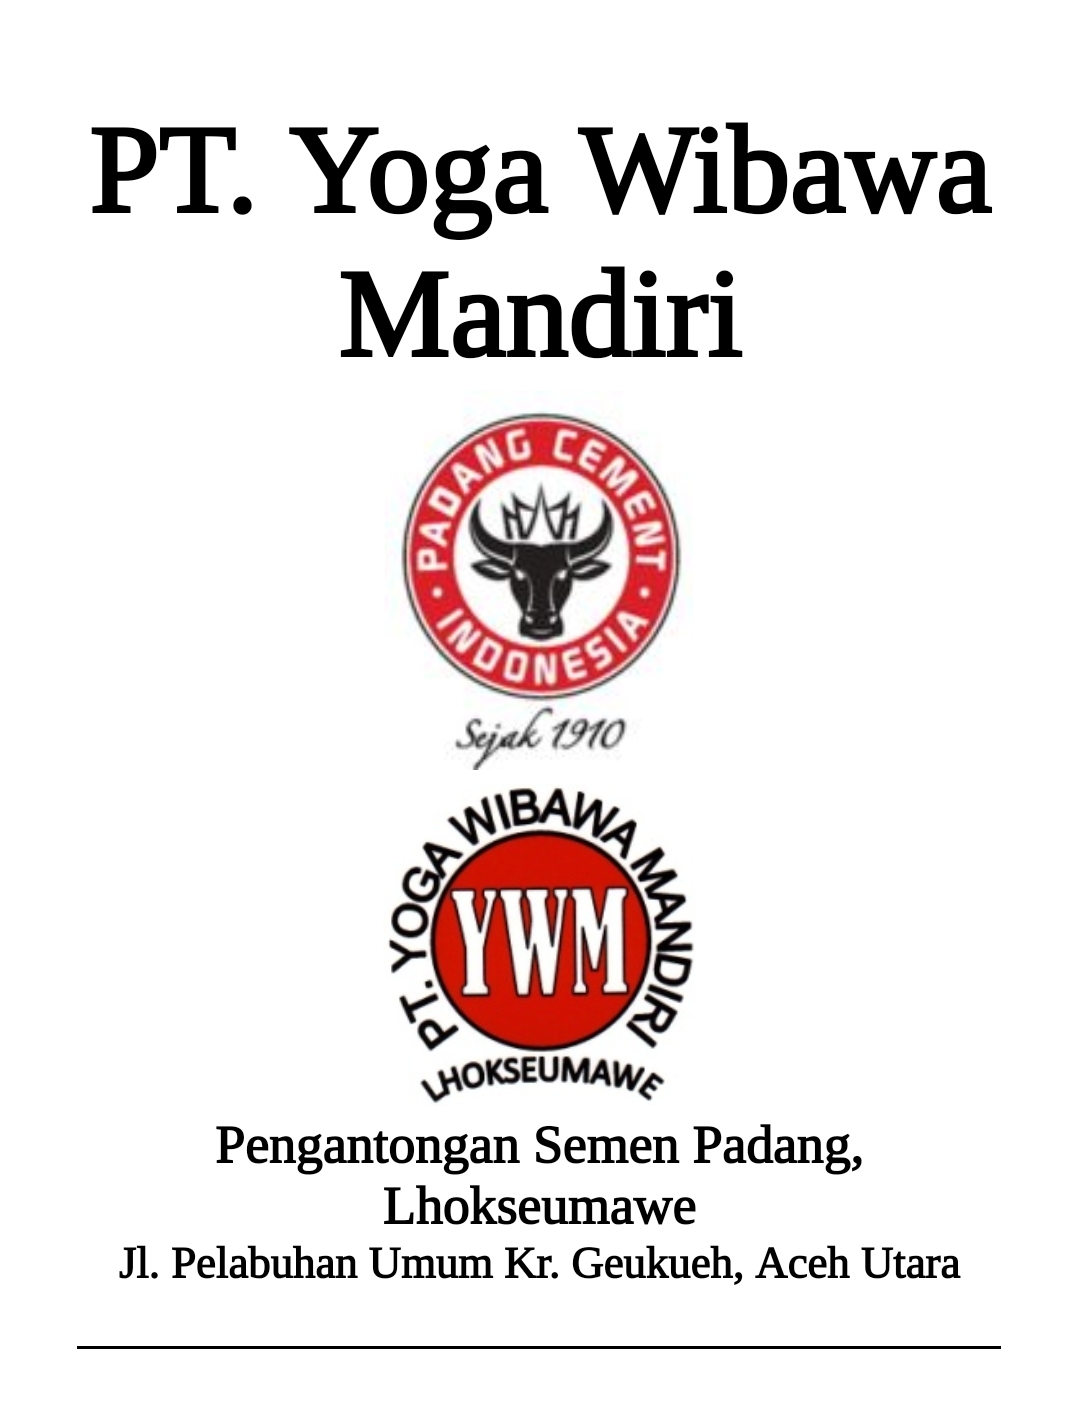 PT. Yoga Wibawa
Mandiri
PADANG CEMENT
INDONESIA
Sejak 1910
PT. YOGA WIBAWA MANDIRI
YWM
LHOKSEUMAWE
Pengantongan Semen Padang,
Lhokseumawe
Jl. Pelabuhan Umum Kr. Geukueh, Aceh Utara